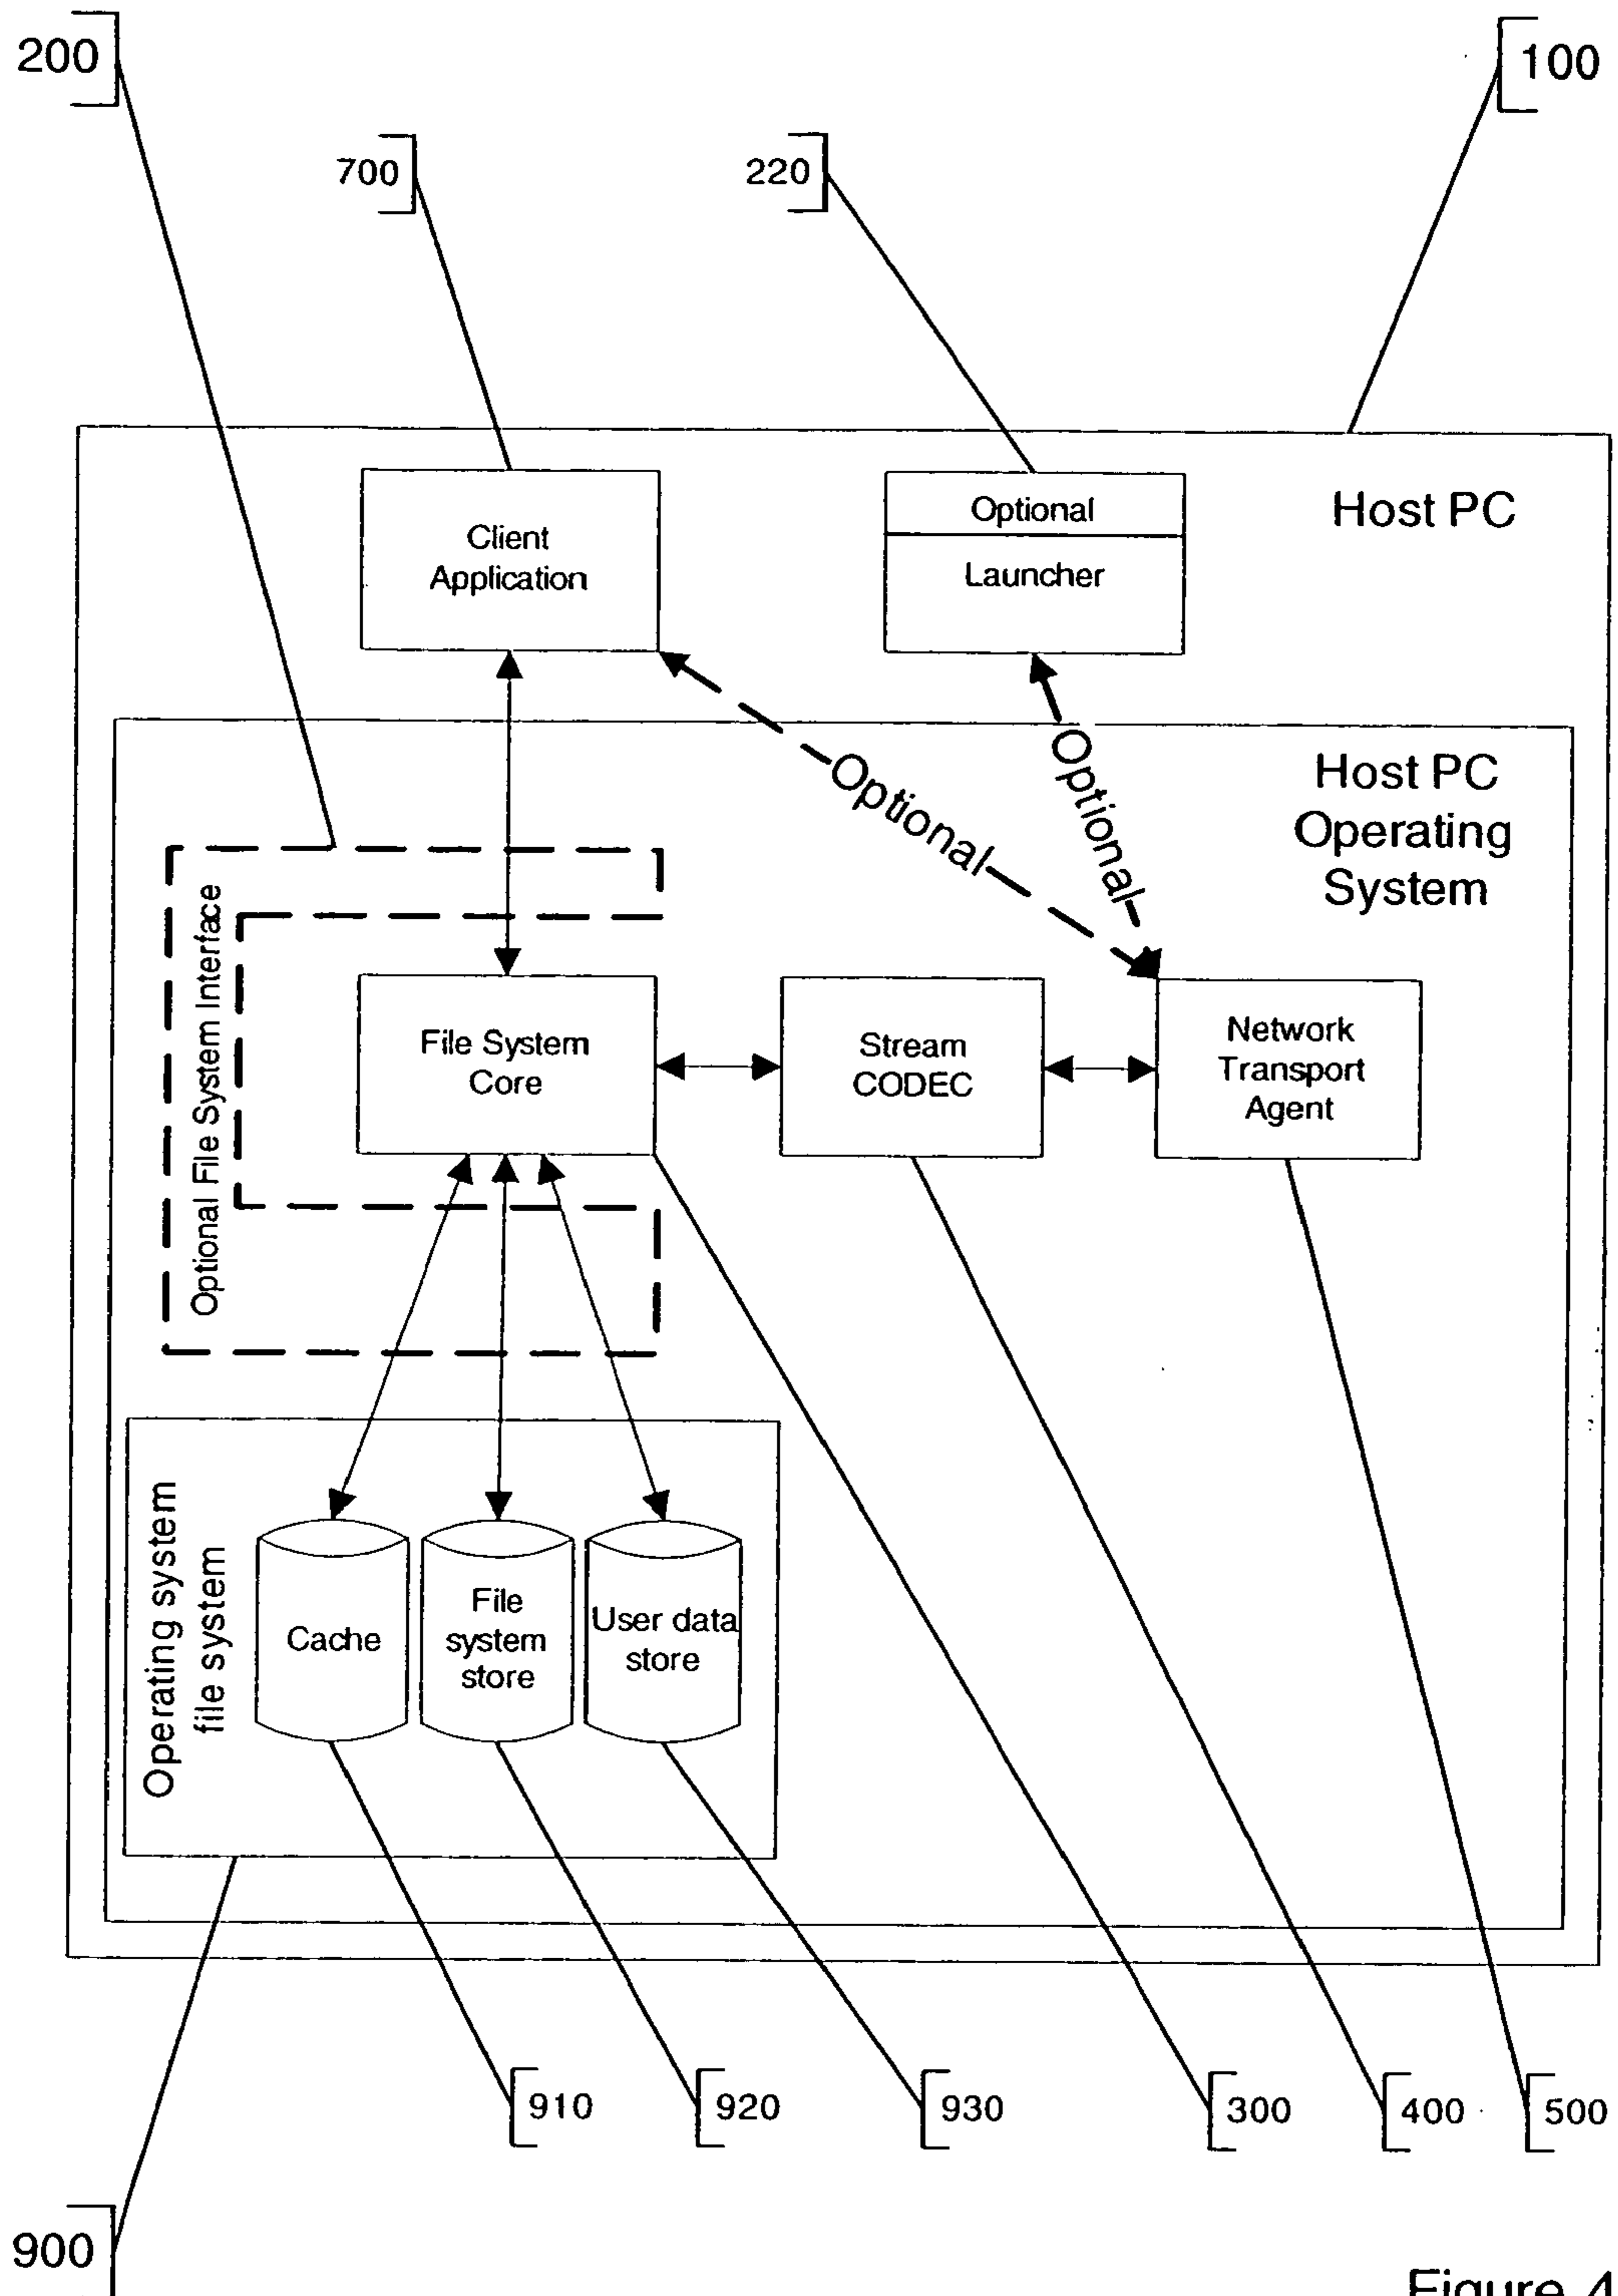 200
100
700
220
Host PC
Client
Application
Optional
Launcher
Host PC
Operating
System
Optional
Optional
Optional File System Interface
File System
Core
Stream
CODEC
Network
Transport
Agent
Operating system
file system
Cache
File
system
store
User data
store
910
920
930
300
400
500
900
Figure 4